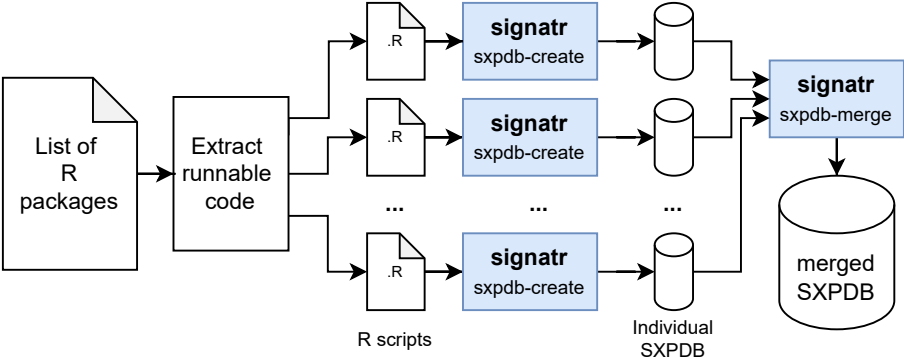 List of
R
packages
Extract
runnable
code
.R
signatr
sxpdb-create
.R
signatr
sxpdb-create
...
...
...
.R
signatr
sxpdb-create
R scripts
Individual
SXPDB
signatr
sxpdb-merge
merged
SXPDB